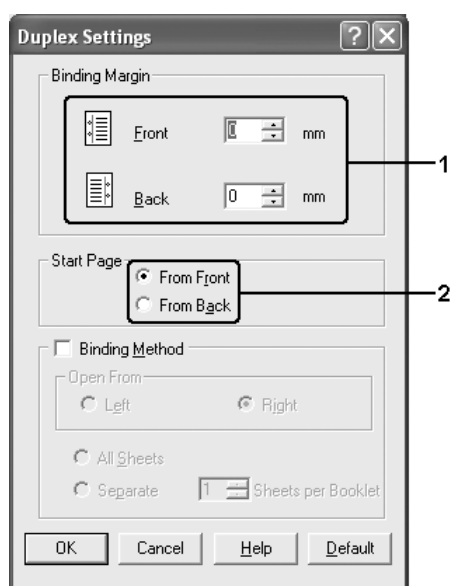 Duplex Settings
Binding Margin
Front 0 mm
1
Back 0 mm
Start Page
From Front
2
From Back
Binding Method
Open From
Left Right
All Sheets
Separate 1 Sheets per Booklet
OK Cancel Help Default